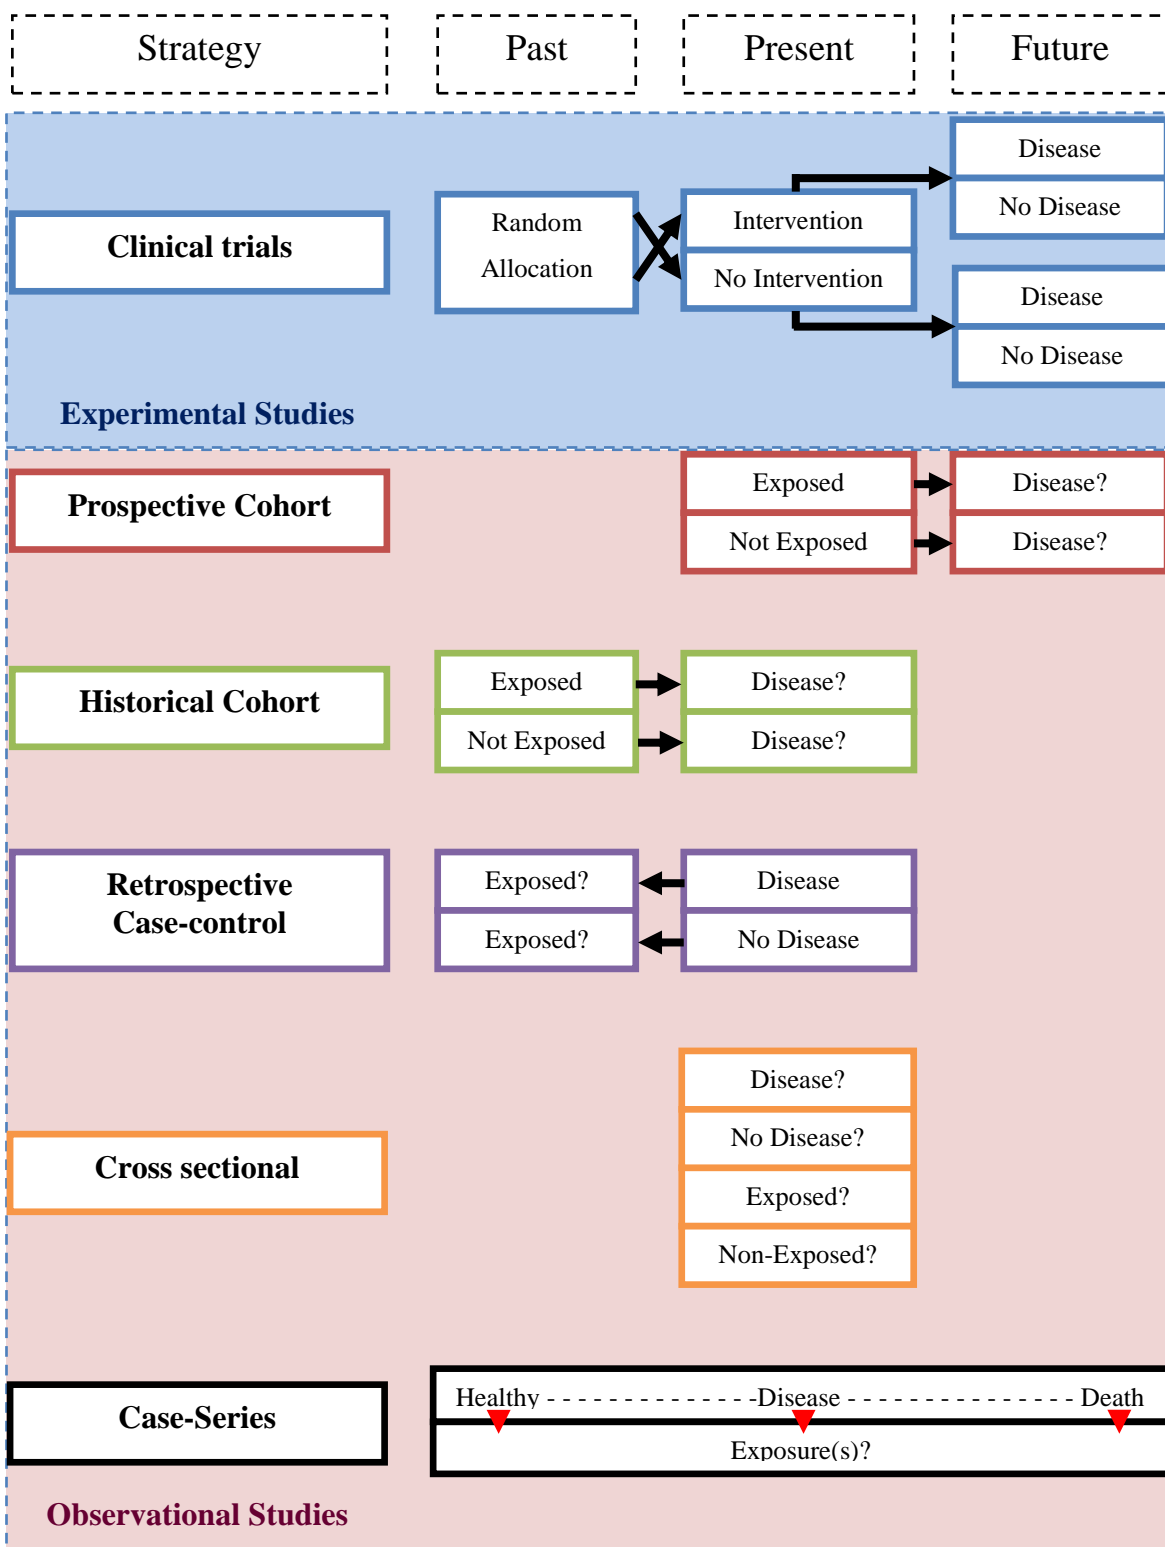 Strategy
Past
Present
Future
Clinical trials
Random
Allocation
Intervention
No Intervention
Disease
No Disease
Disease
No Disease
Experimental Studies
Prospective Cohort
Exposed
Not Exposed
Disease?
Disease?
Historical Cohort
Exposed
Not Exposed
Disease?
Disease?
Retrospective
Case-control
Exposed?
Exposed?
Disease
No Disease
Cross sectional
Disease?
No Disease?
Exposed?
Non-Exposed?
Case-Series
Healthy - - - - - - - - - - - - - -Disease - - - - - - - - - - - - - - - Death
Exposure(s)?
Observational Studies